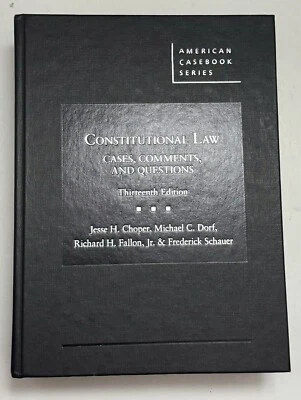 AMERICAN
CASEBOOK
SERIES
CONSTITUTIONAL LAW
CASES, COMMENTS,
AND QUESTIONS
Thirteenth Edition
Jesse H. Choper, Michael C. Dorf,
Richard H. Fallon, Jr. & Frederick Schauer